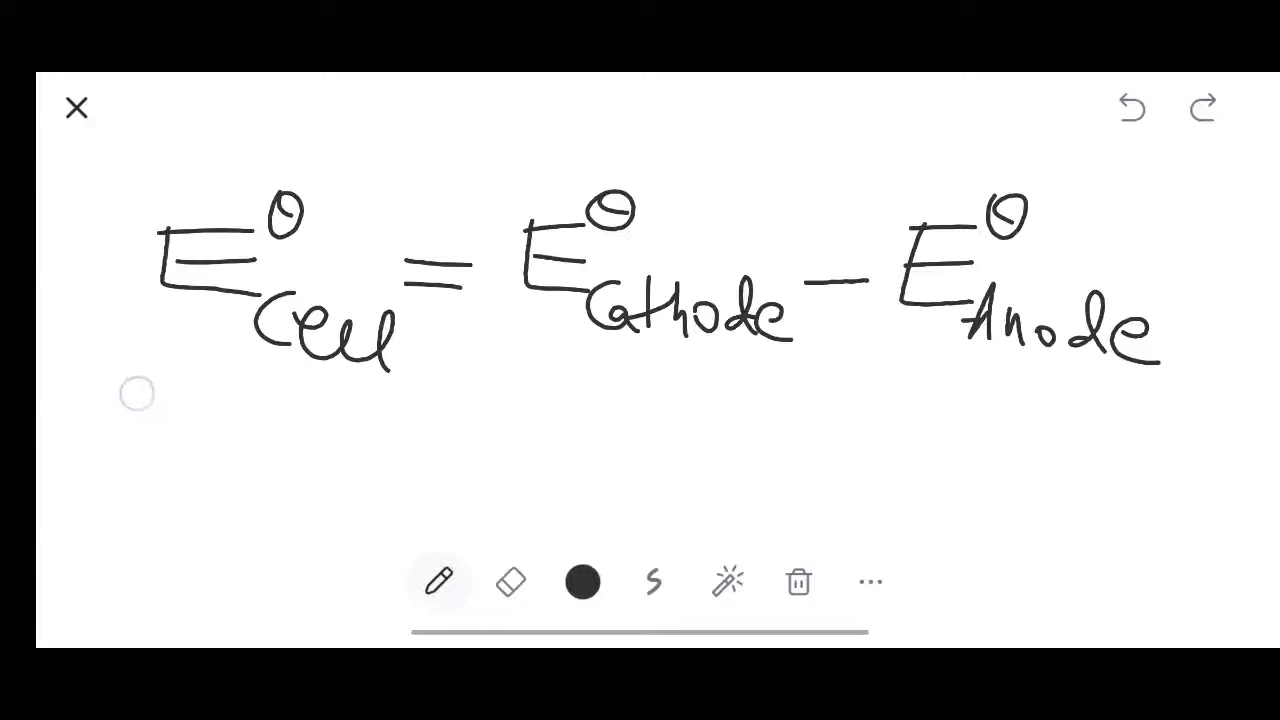 E⊖ Cell = E⊖ Cathode − E⊖ Anode